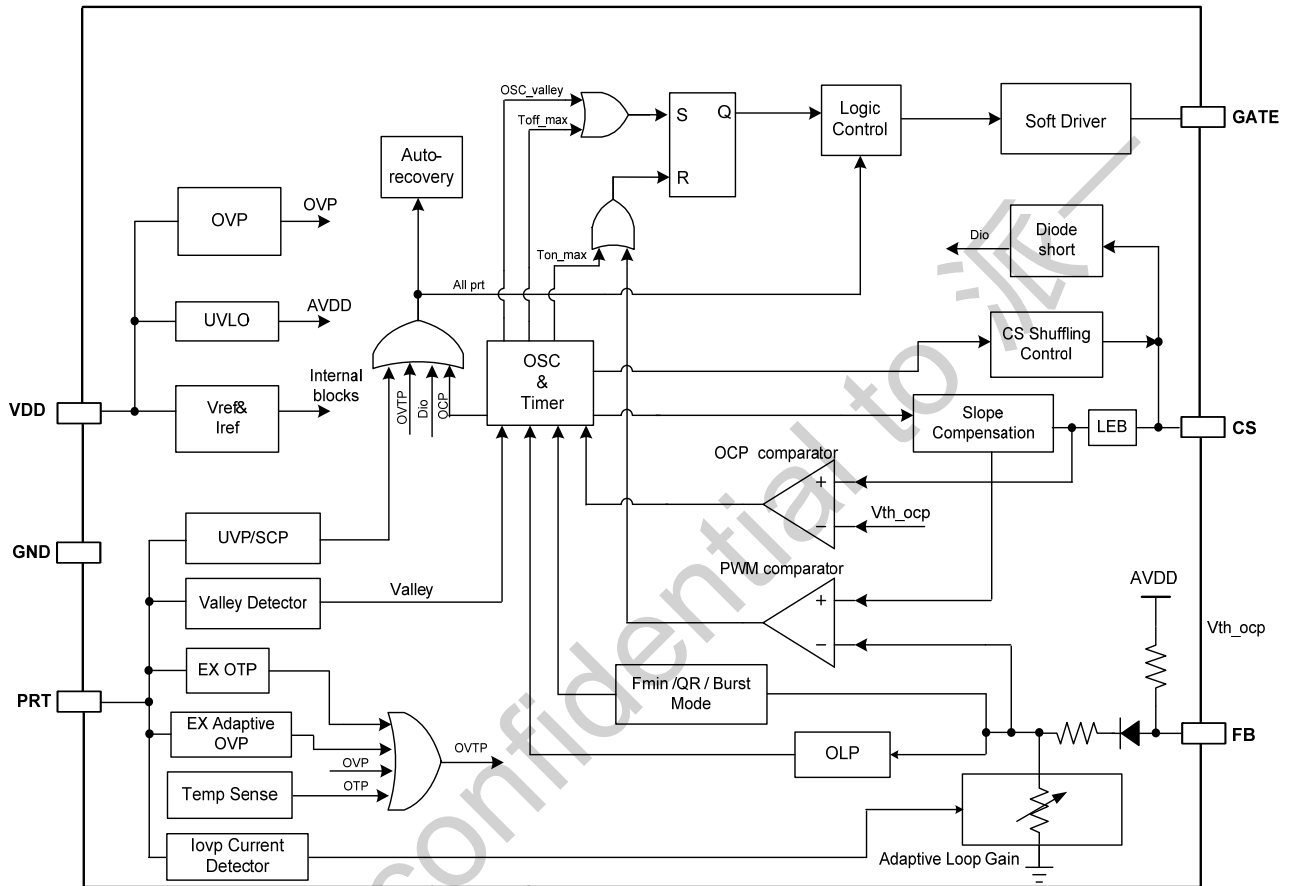 OSC_valley
Toff_max
S
Q
R
Logic
Control
Soft Driver
GATE
Auto-
recovery
OVP
OVP
Ton_max
Dio
Diode
short
All prt
UVLO
AVDD
CS Shuffling
Control
OSC
&
Timer
Internal
blocks
VDD
Vref&
Iref
OVTP
Dio
OCP
Slope
Compensation
LEB
CS
OCP comparator
+
Vth_ocp
−
UVP/SCP
GND
PWM comparator
AVDD
Valley Detector
Valley
+
−
Vth_ocp
EX OTP
Fmin /QR / Burst
Mode
PRT
EX Adaptive
OVP
OVP
OVTP
OLP
FB
Temp Sense
OTP
Iovp Current
Detector
Adaptive Loop Gain
confidential to 派一